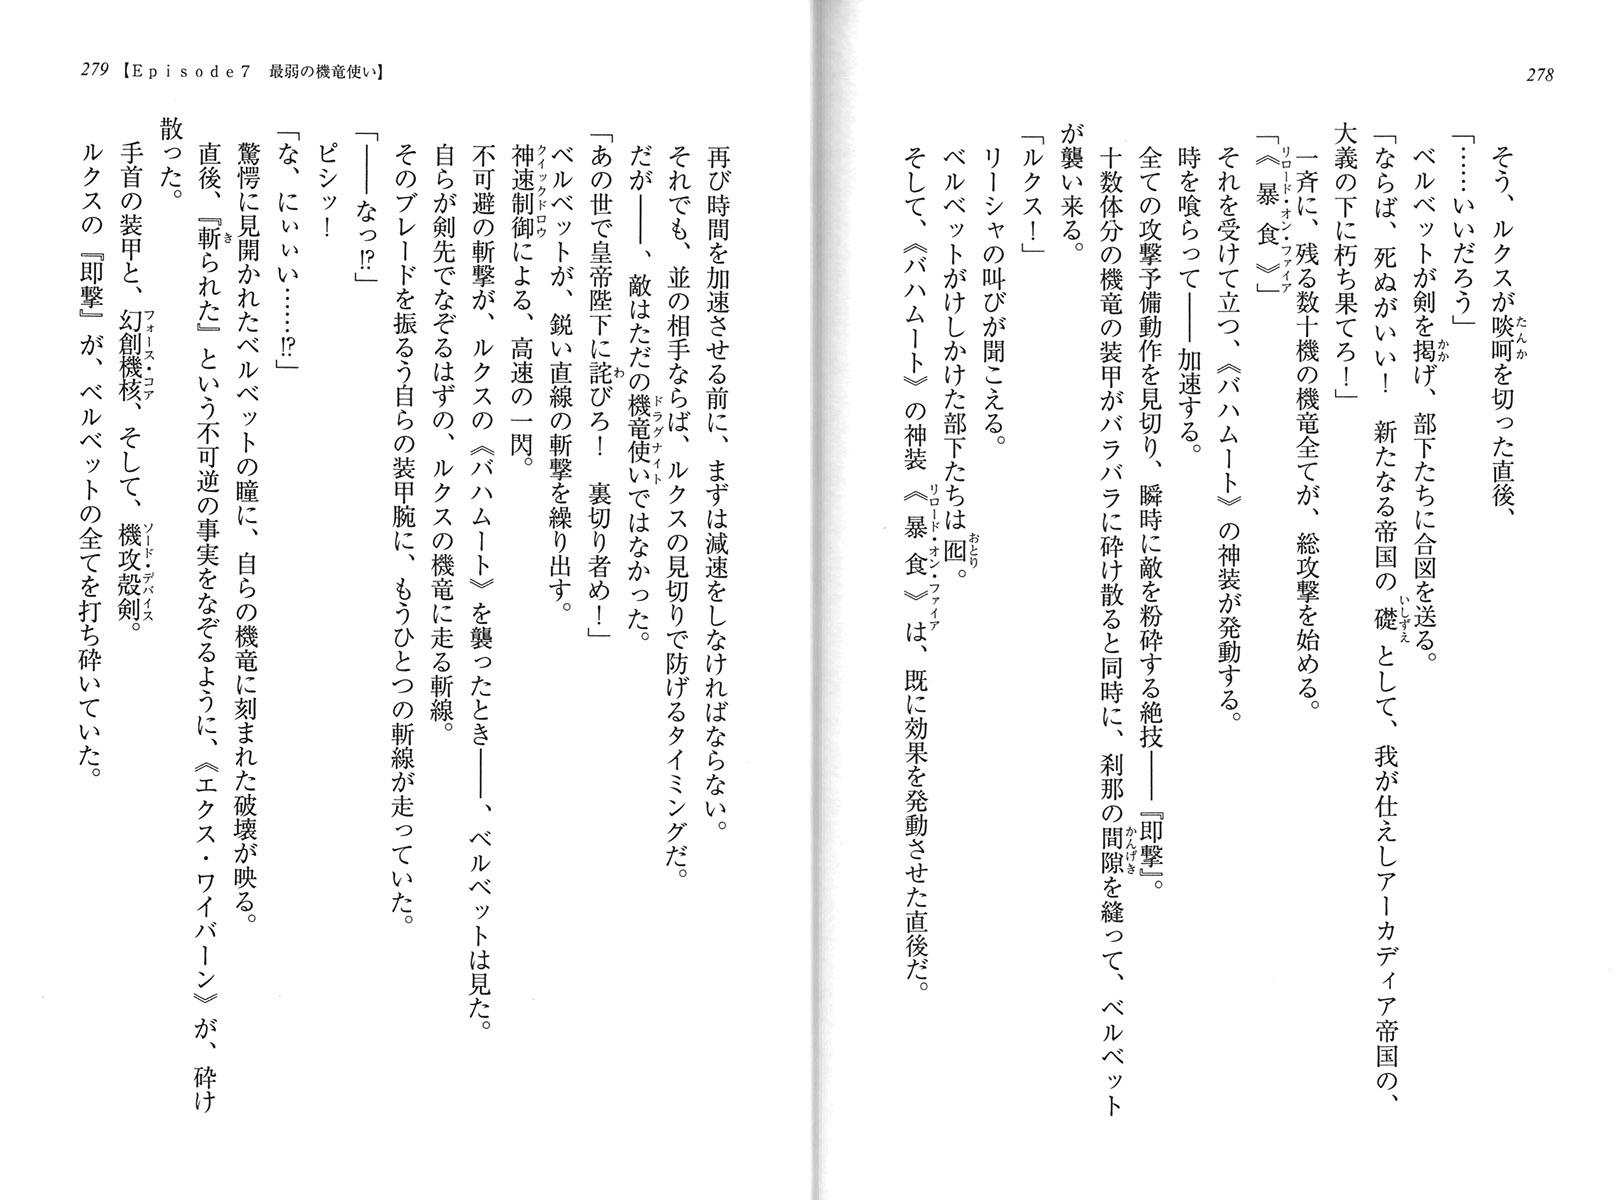 278
そう、ルクスが啖呵を切った直後、
「……いいだろう」
ベルベットが剣を掲げ、部下たちに合図を送る。
「ならば、死ぬがいい！　新たなる帝国の礎として、我が仕えしアーカディア帝国の、
大義の下に朽ち果てろ！」
一斉に、残る数十機の機竜全てが、総攻撃を始める。
「《暴食》」
それを受けて立つ、《バハムート》の神装が発動する。
時を喰らって――加速する。
全ての攻撃予備動作を見切り、瞬時に敵を粉砕する絶技――『即撃』。
十数体分の機竜の装甲がバラバラに砕け散ると同時に、刹那の間隙を縫って、ベルベット
が襲い来る。
「ルクス！」
リーシャの叫びが聞こえる。
ベルベットがけしかけた部下たちは囮。
そして、《バハムート》の神装《暴食》は、既に効果を発動させた直後だ。
279【Episode7　最弱の機竜使い】
再び時間を加速させる前に、まずは減速をしなければならない。
それでも、並の相手ならば、ルクスの見切りで防げるタイミングだ。
だが――、敵はただの機竜使いではなかった。
「あの世で皇帝陛下に詫びろ！　裏切り者め！」
ベルベットが、鋭い直線の斬撃を繰り出す。
神速制御による、高速の一閃。
不可避の斬撃が、ルクスの《バハムート》を襲ったとき――、ベルベットは見た。
自らが剣先でなぞるはずの、ルクスの機竜に走る斬線。
そのブレードを振るう自らの装甲腕に、もうひとつの斬線が走っていた。
「――なっ!?」
ピシッ！
「な、にぃぃい……!?」
驚愕に見開かれたベルベットの瞳に、自らの機竜に刻まれた破壊が映る。
直後、『斬られた』という不可逆の事実をなぞるように、《エクス・ワイバーン》が、砕け
散った。
手首の装甲と、幻創機核、そして、機攻殻剣。
ルクスの『即撃』が、ベルベットの全てを打ち砕いていた。